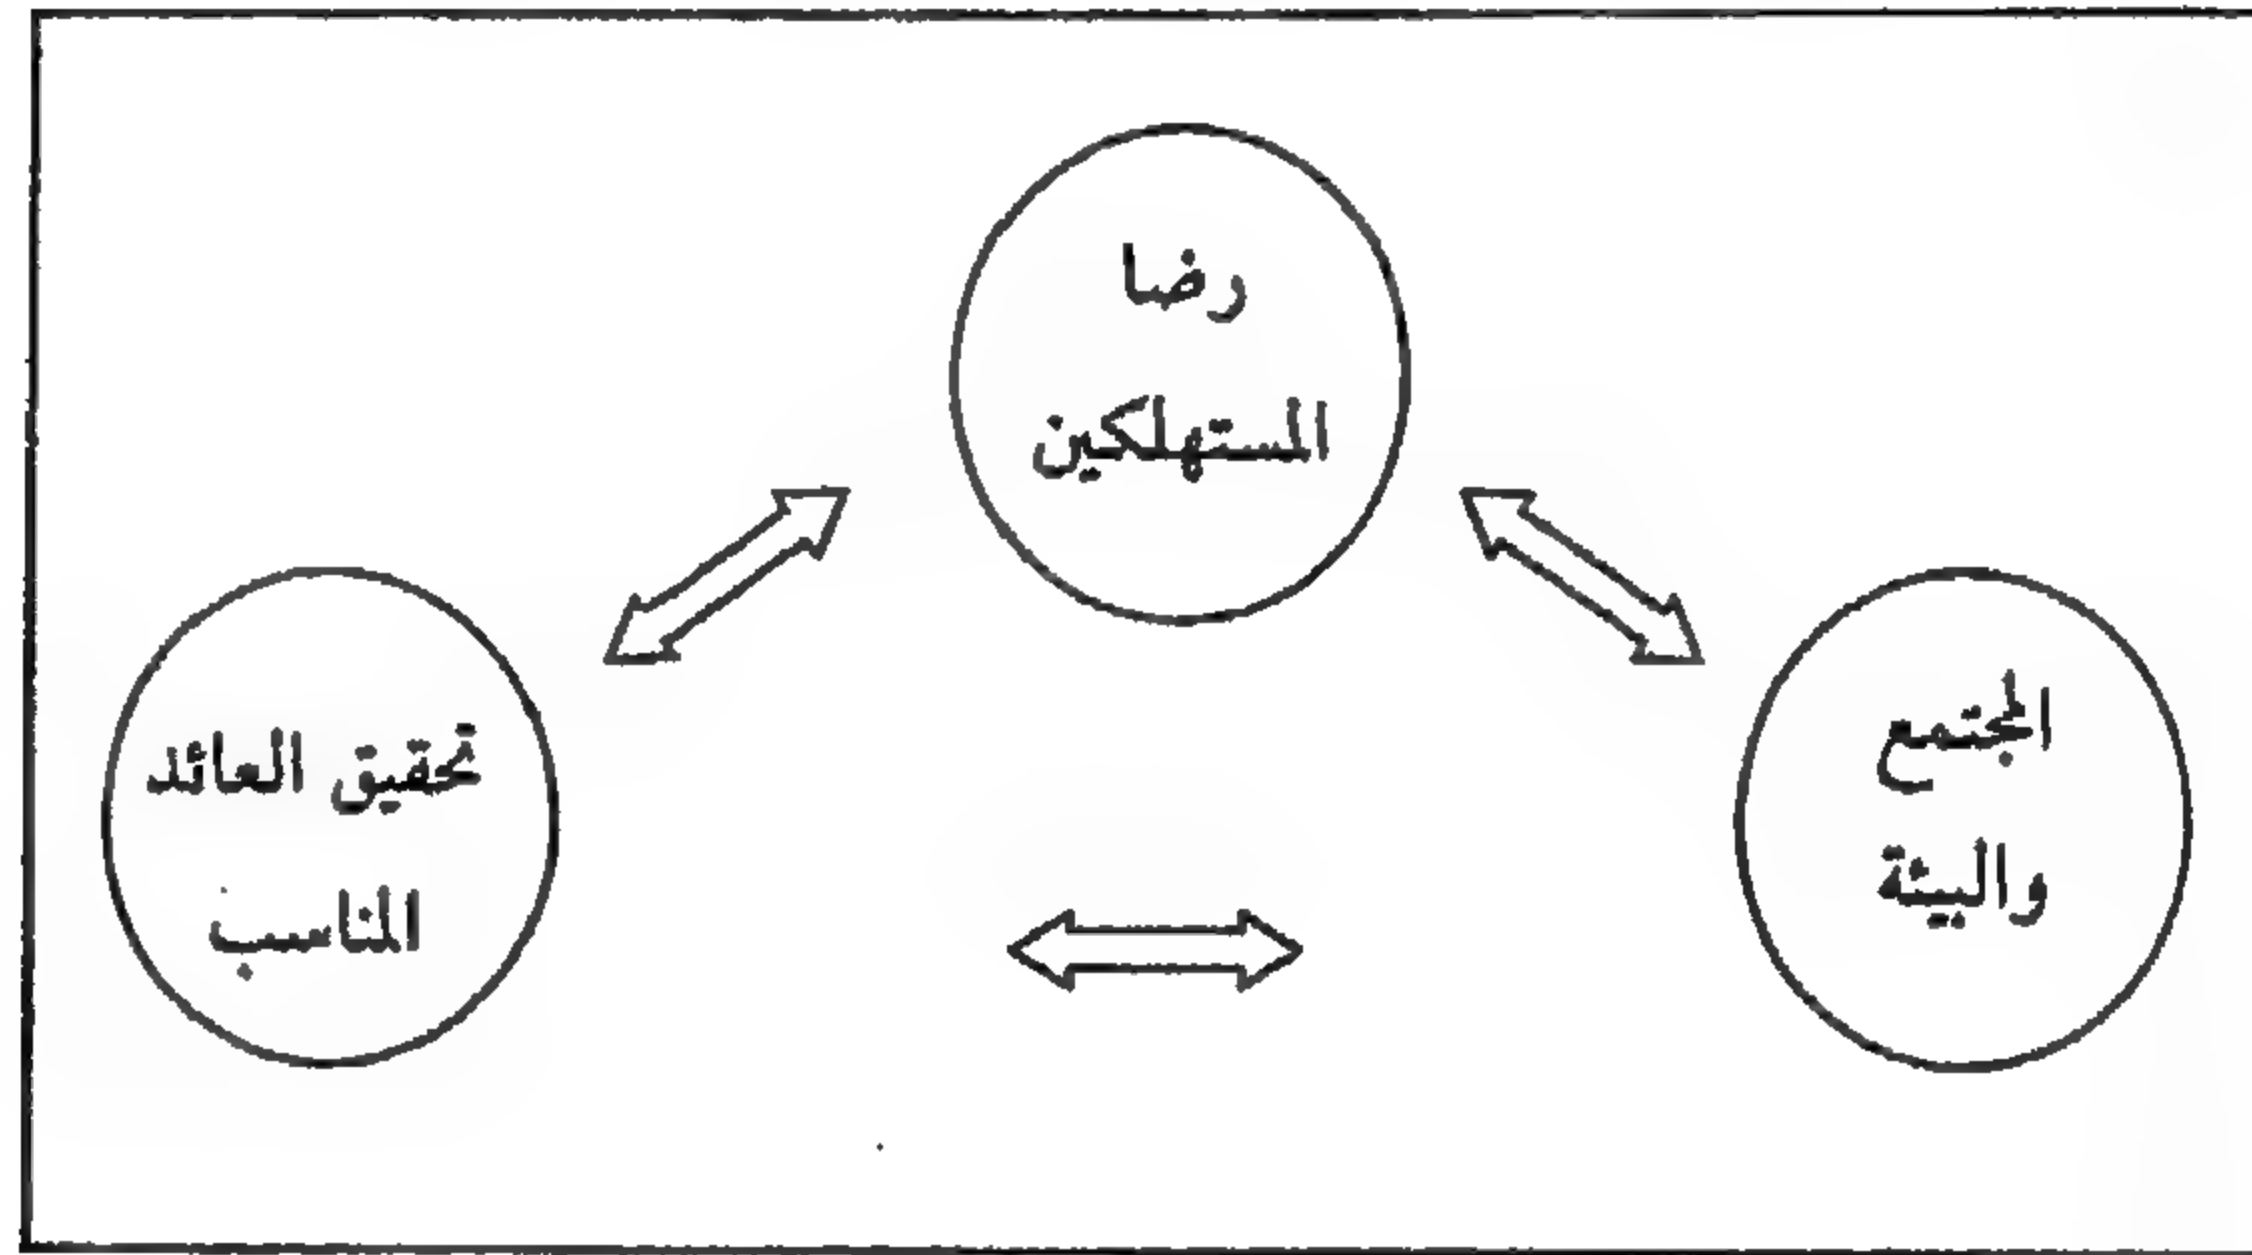 رضا
المستهلكين
المجتمع
والبيئة
تحقيق العائد
المناسب